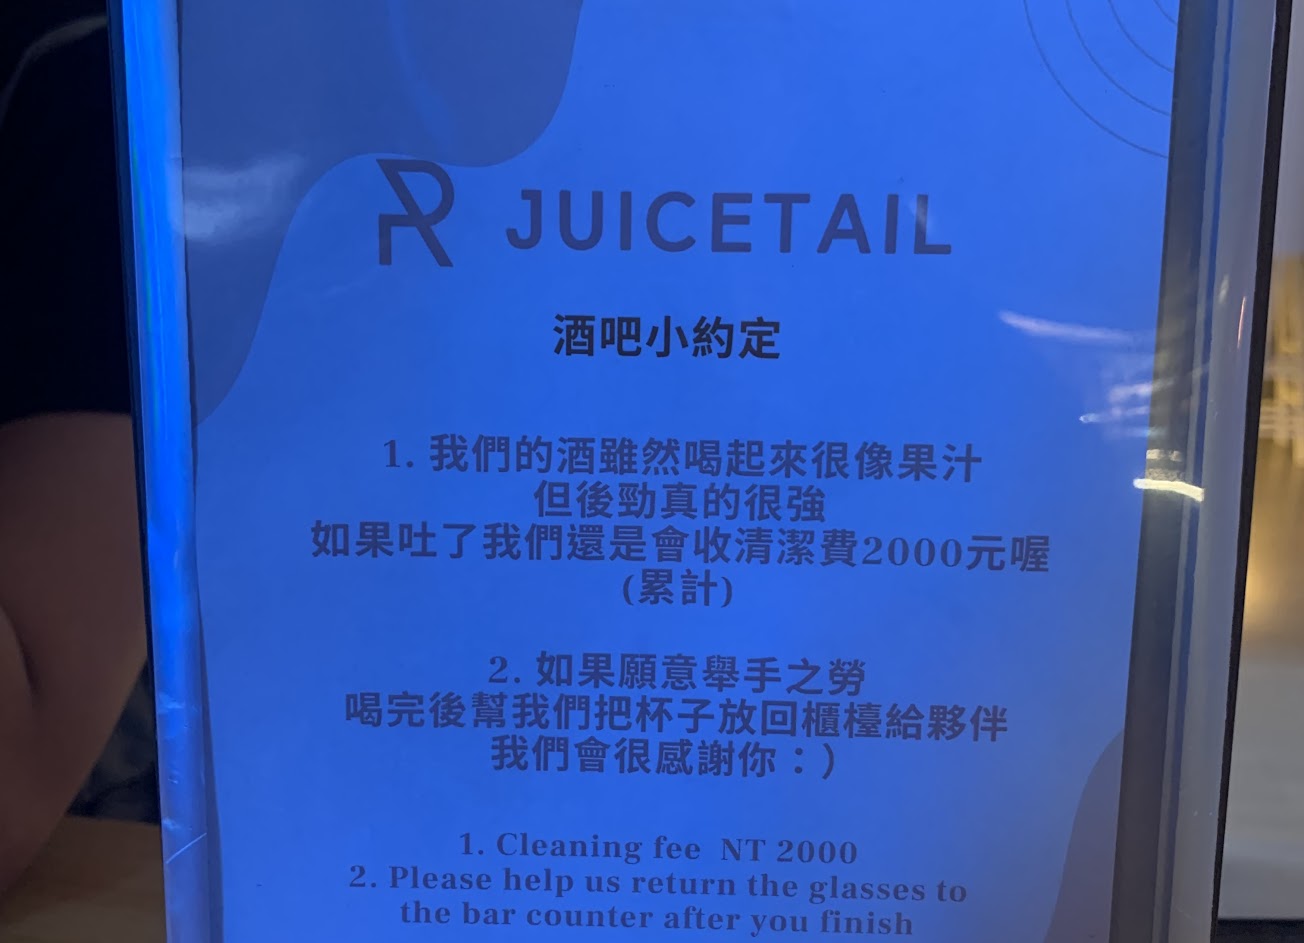 R JUICETAIL
酒吧小約定
1. 我們的酒雖然喝起來很像果汁
但後勁真的很強
如果吐了我們還是會收清潔費2000元喔
(累計)
2. 如果願意舉手之勞
喝完後幫我們把杯子放回櫃檯給夥伴
我們會很感謝你：）
1. Cleaning fee NT 2000
2. Please help us return the glasses to
the bar counter after you finish